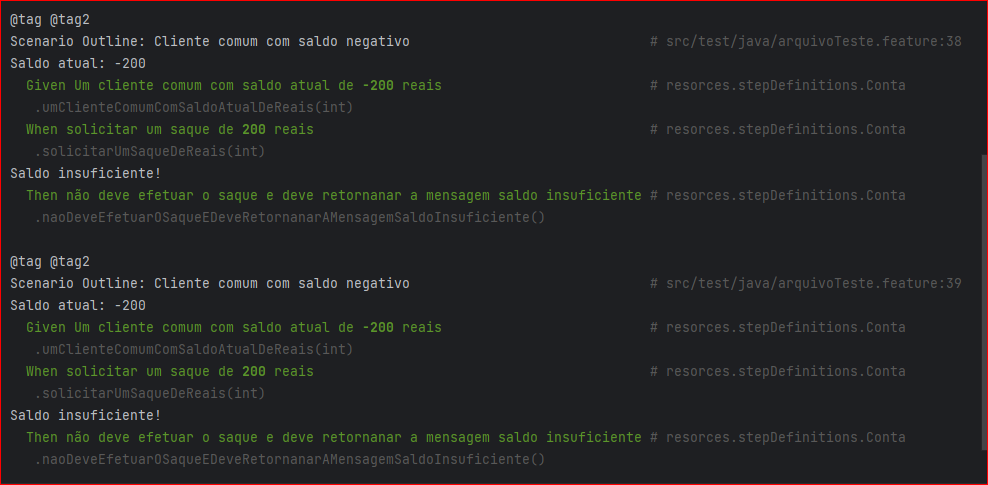 @tag @tag2
Scenario Outline: Cliente comum com saldo negativo # src/test/java/arquivoTeste.feature:38
Saldo atual: -200
Given Um cliente comum com saldo atual de -200 reais # resorces.stepDefinitions.Conta
.umClienteComumComSaldoAtualDeReais(int)
When solicitar um saque de 200 reais # resorces.stepDefinitions.Conta
.solicitarUmSaqueDeReais(int)
Saldo insuficiente!
Then não deve efetuar o saque e deve retornanar a mensagem saldo insuficiente # resorces.stepDefinitions.Conta
.naoDeveEfetuarOSaqueEDeveRetornanarAMensagemSaldoInsuficiente()
@tag @tag2
Scenario Outline: Cliente comum com saldo negativo # src/test/java/arquivoTeste.feature:39
Saldo atual: -200
Given Um cliente comum com saldo atual de -200 reais # resorces.stepDefinitions.Conta
.umClienteComumComSaldoAtualDeReais(int)
When solicitar um saque de 200 reais # resorces.stepDefinitions.Conta
.solicitarUmSaqueDeReais(int)
Saldo insuficiente!
Then não deve efetuar o saque e deve retornanar a mensagem saldo insuficiente # resorces.stepDefinitions.Conta
.naoDeveEfetuarOSaqueEDeveRetornanarAMensagemSaldoInsuficiente()